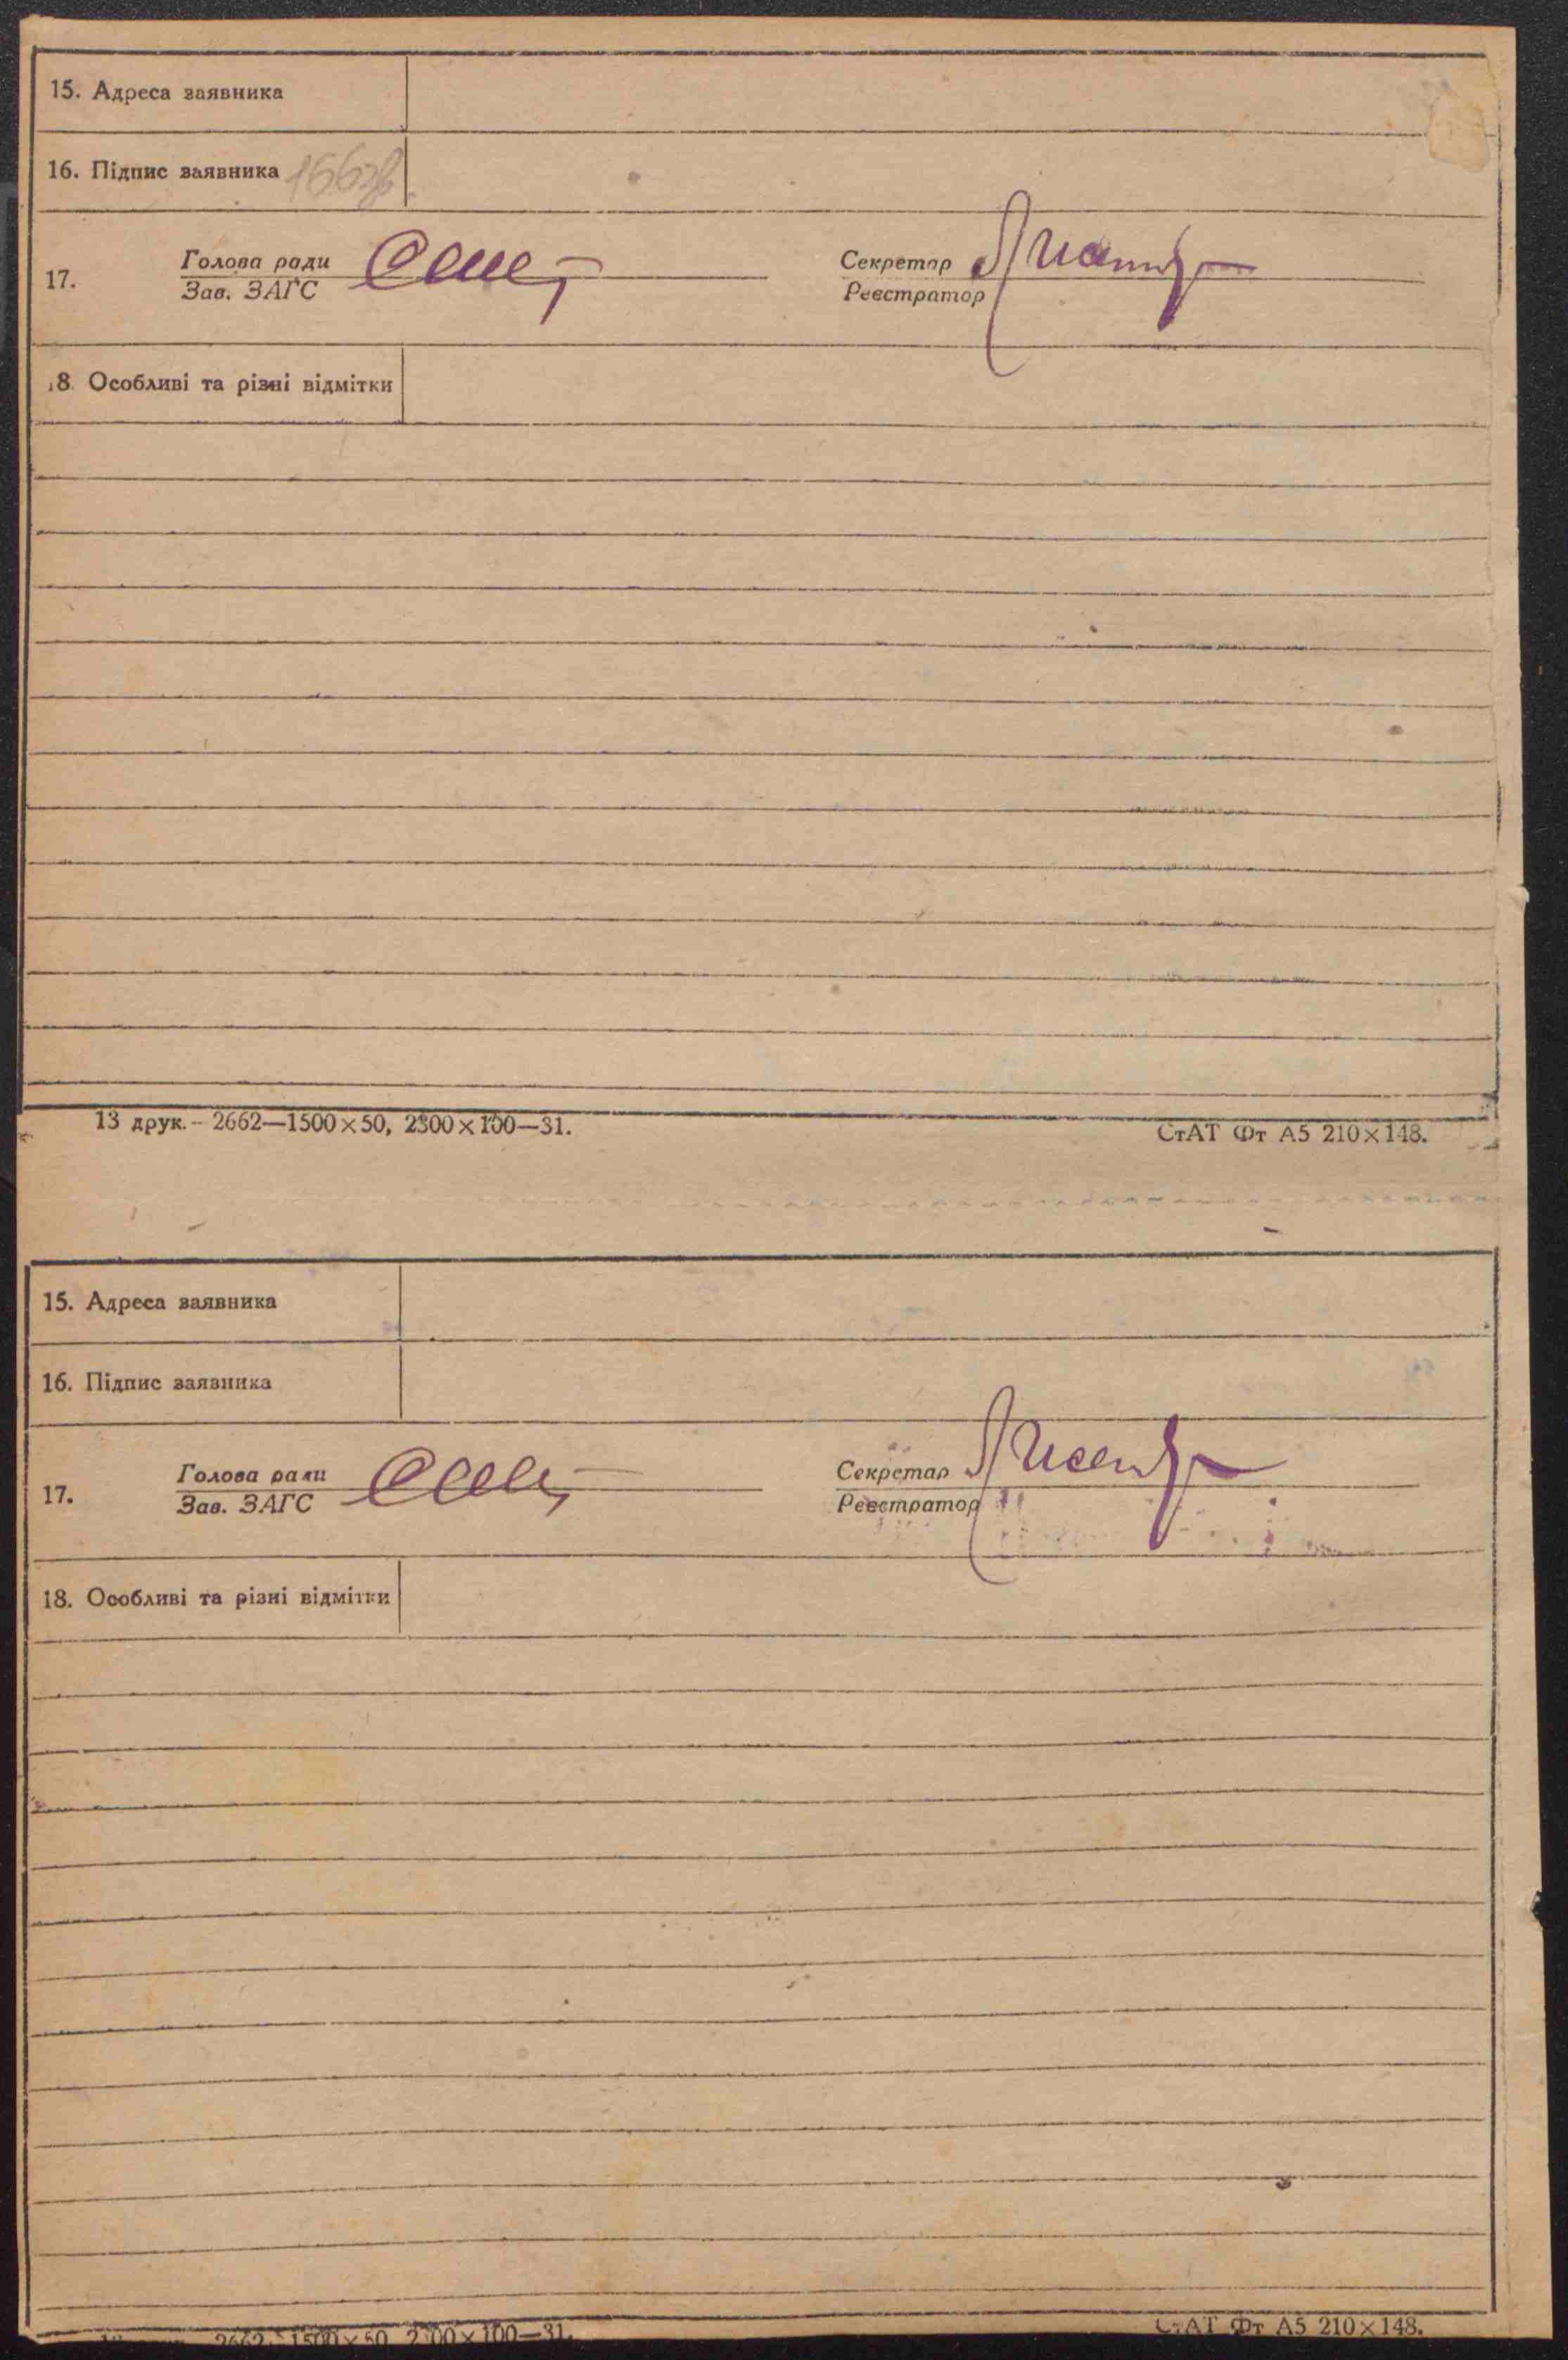 15. Адреса заявника
16. Підпис заявника 166зв.
17. Голова ради Секретар
Зав. ЗАГС Реєстратор
18. Особливі та різні відмітки
13 друк.- 2662—1500×50, 2300×100—31. СтАТ Фт А5 210×148.
15. Адреса заявника
16. Підпис заявника
17. Голова ради Секретар
Зав. ЗАГС Реєстратор
18. Особливі та різні відмітки
2662—1500×50, 2300×100—31. СтАТ Фт А5 210×148.